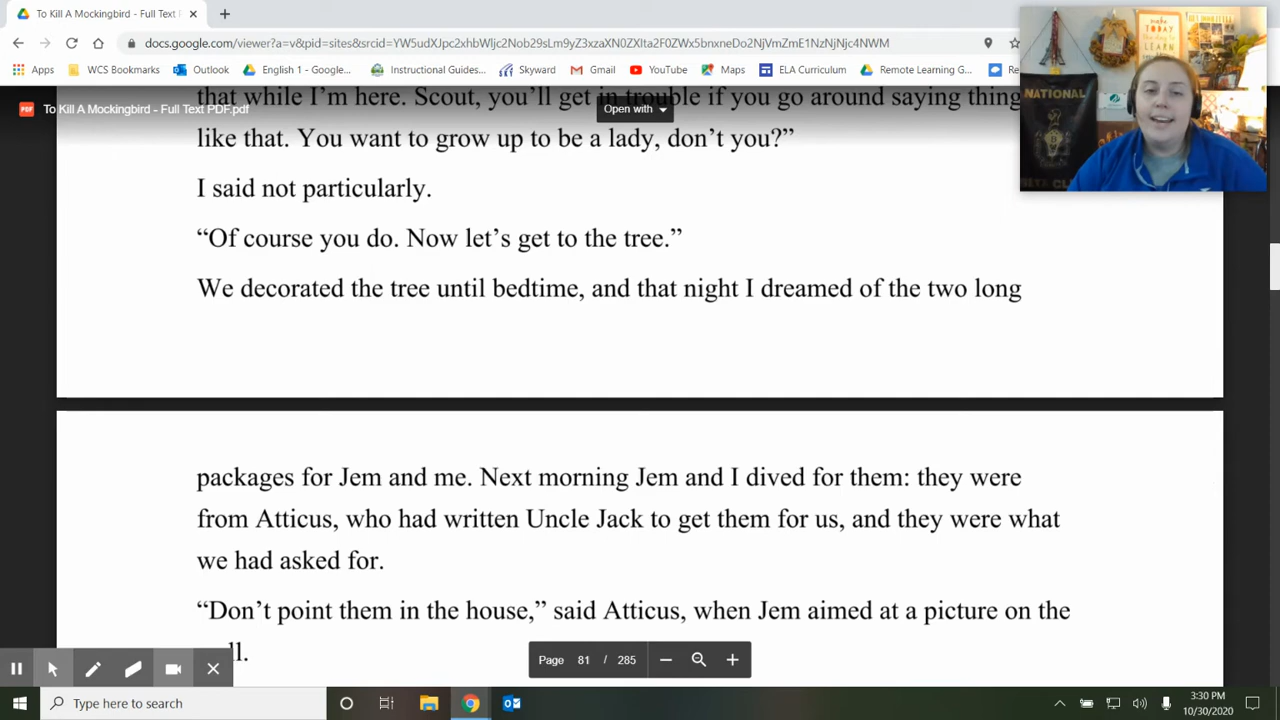 To Kill A Mockingbird - Full Text P
docs.google.com/viewer?a=v&pid=sites&srcid=
Apps WCS Bookmarks Outlook English 1 - Google... Instructional Guides... Skyward Gmail YouTube Maps ELA Curriculum Remote Learning G... Re
that while I'm here. Scout, you'll get in trouble if you go around saying thing
To Kill A Mockingbird - Full Text PDF.pdf
Open with
like that. You want to grow up to be a lady, don't you?”
I said not particularly.
“Of course you do. Now let's get to the tree.”
We decorated the tree until bedtime, and that night I dreamed of the two long
packages for Jem and me. Next morning Jem and I dived for them: they were
from Atticus, who had written Uncle Jack to get them for us, and they were what
we had asked for.
“Don't point them in the house,” said Atticus, when Jem aimed at a picture on the
ll.
Page 81 / 285
make
TODAY
LEARN
NATIONAL
Type here to search
3:30 PM
10/30/2020